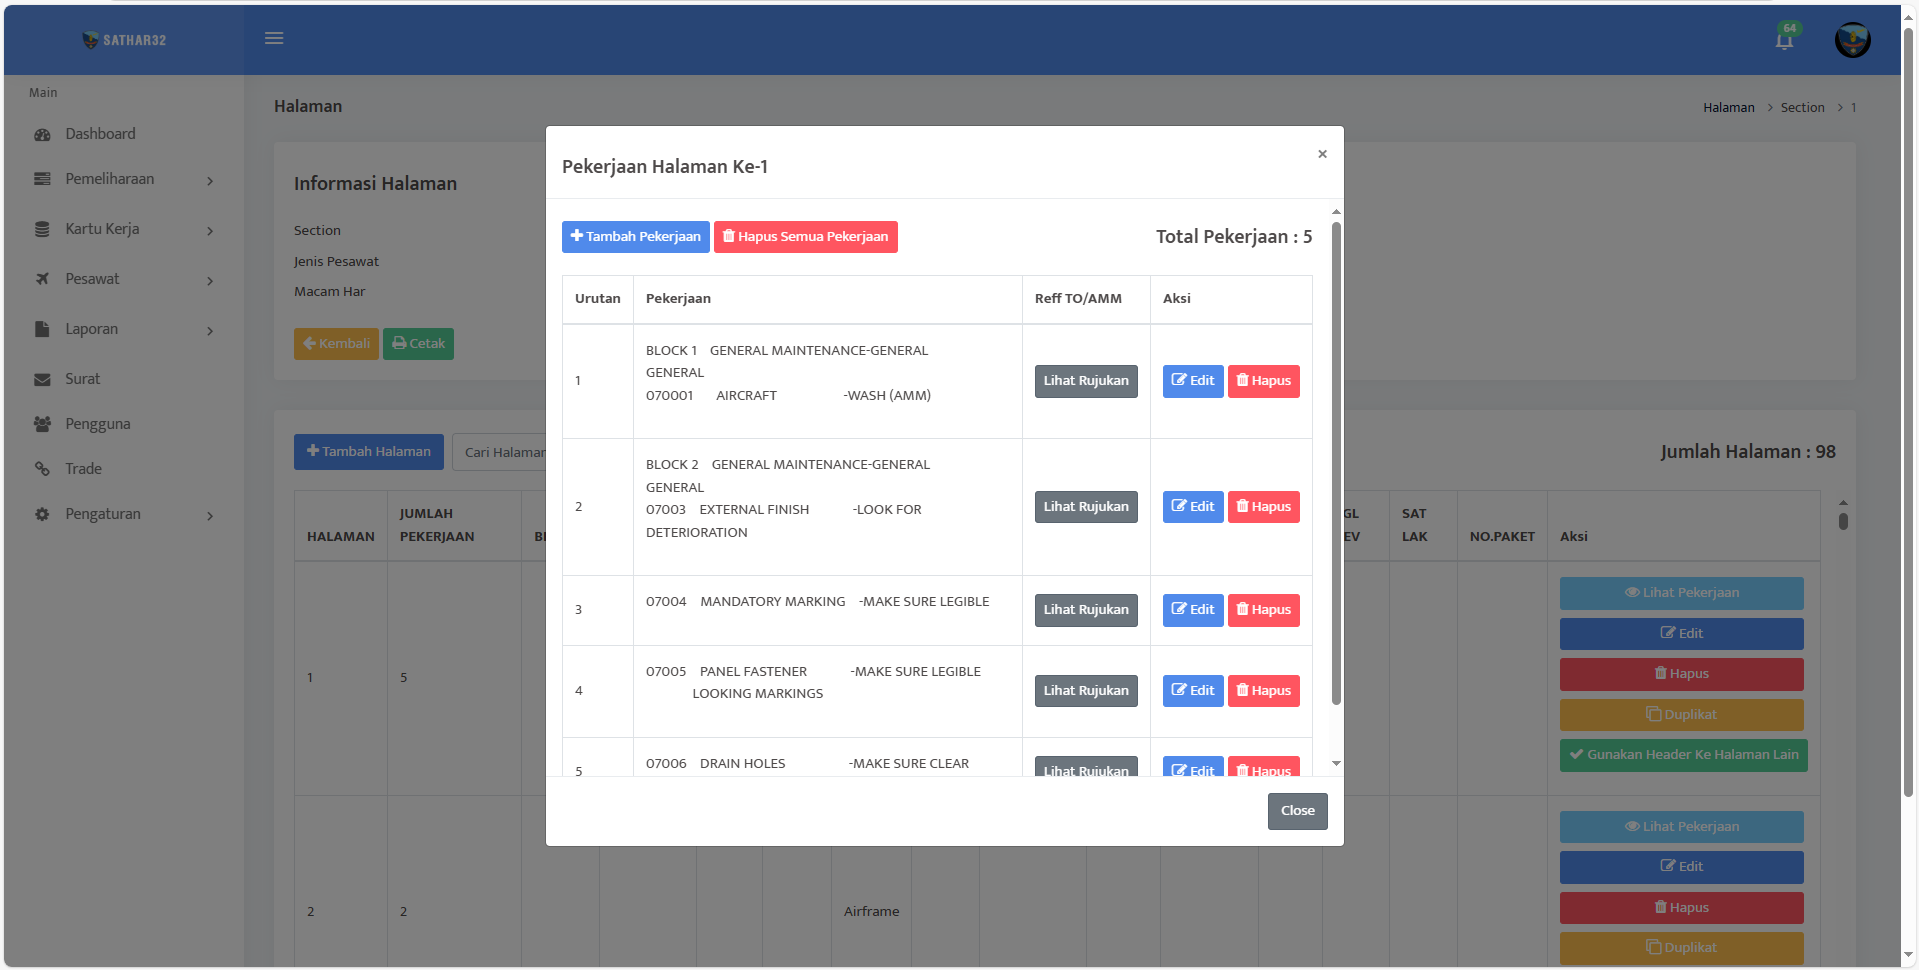 SATHAR32
64
Main
Dashboard
Pemeliharaan
Kartu Kerja
Pesawat
Laporan
Surat
Pengguna
Trade
Pengaturan
Halaman
Halaman > Section > 1
Informasi Halaman
Section
Jenis Pesawat
Macam Har
Kembali Cetak
Tambah Halaman
Cari Halaman
Jumlah Halaman : 98
HALAMAN
JUMLAH
PEKERJAAN
SAT
LAK
NO.PAKET
Aksi
1
5
Lihat Pekerjaan
Edit
Hapus
Duplikat
Gunakan Header Ke Halaman Lain
2
2
Airframe
Lihat Pekerjaan
Edit
Hapus
Duplikat
Pekerjaan Halaman Ke-1
×
Tambah Pekerjaan Hapus Semua Pekerjaan
Total Pekerjaan : 5
Urutan Pekerjaan Reff TO/AMM Aksi
1
BLOCK 1 GENERAL MAINTENANCE-GENERAL
GENERAL
070001 AIRCRAFT -WASH (AMM)
Lihat Rujukan Edit Hapus
2
BLOCK 2 GENERAL MAINTENANCE-GENERAL
GENERAL
07003 EXTERNAL FINISH -LOOK FOR
DETERIORATION
Lihat Rujukan Edit Hapus
3
07004 MANDATORY MARKING -MAKE SURE LEGIBLE
Lihat Rujukan Edit Hapus
4
07005 PANEL FASTENER -MAKE SURE LEGIBLE
LOOKING MARKINGS
Lihat Rujukan Edit Hapus
5
07006 DRAIN HOLES -MAKE SURE CLEAR
Lihat Rujukan Edit Hapus
Close